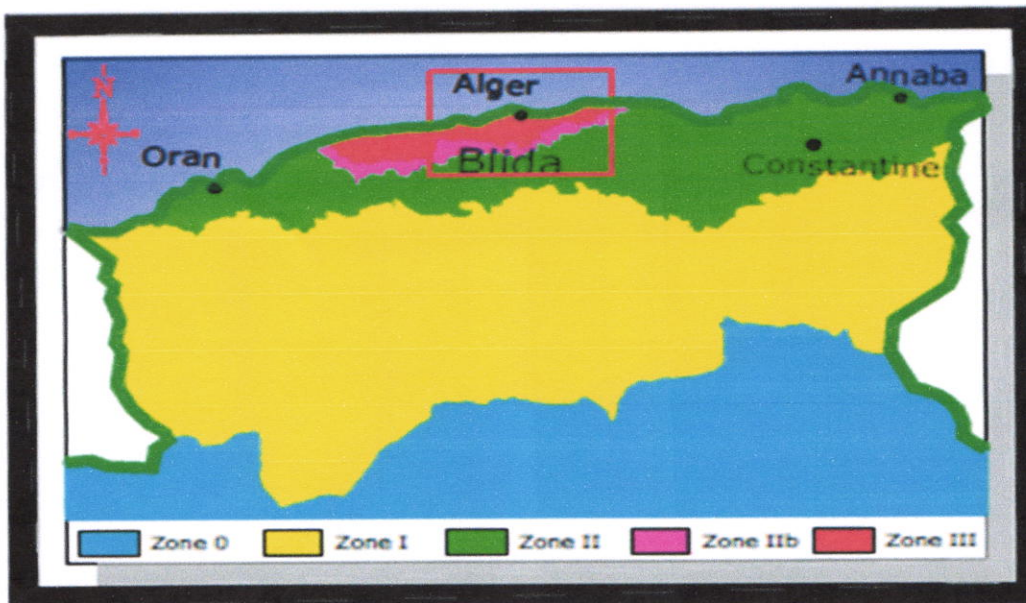 N
Alger
Annaba
Oran
Blida
Constantine
Zone 0
Zone I
Zone II
Zone IIb
Zone III